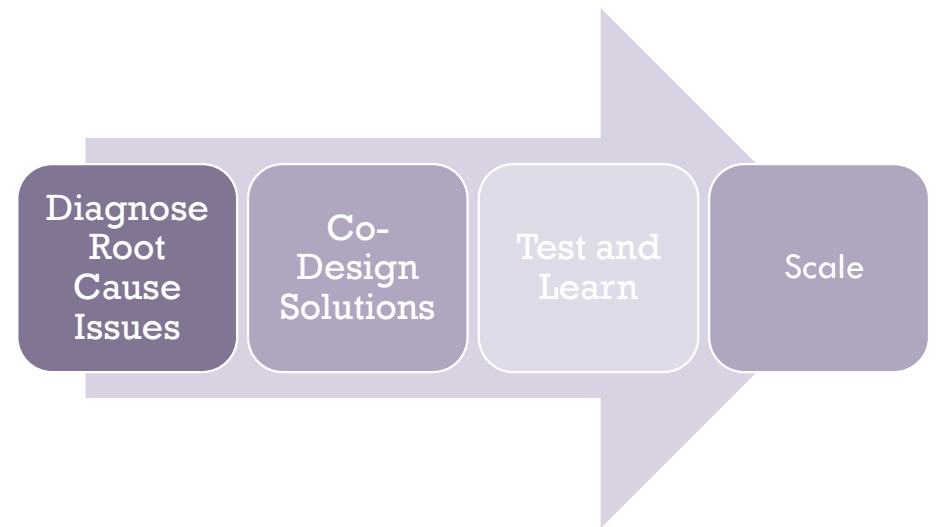 Diagnose
Root
Cause
Issues
Co-
Design
Solutions
Test and
Learn
Scale